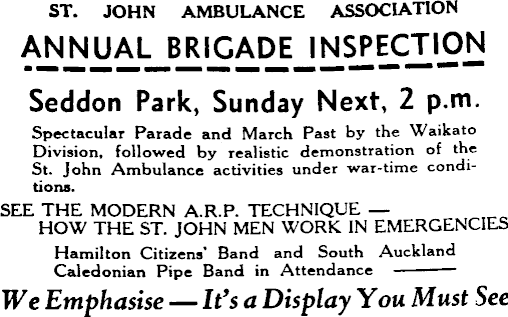 ST. JOHN AMBULANCE ASSOCIATION
ANNUAL BRIGADE INSPECTION
Seddon Park, Sunday Next, 2 p.m.
Spectacular Parade and March Past by the Waikato
Division, followed by realistic demonstration of the
St. John Ambulance activities under war-time condi-
tions.
SEE THE MODERN A.R.P. TECHNIQUE —
HOW THE ST. JOHN MEN WORK IN EMERGENCIES
Hamilton Citizens' Band and South Auckland
Caledonian Pipe Band in Attendance ———
We Emphasise — It's a Display You Must See